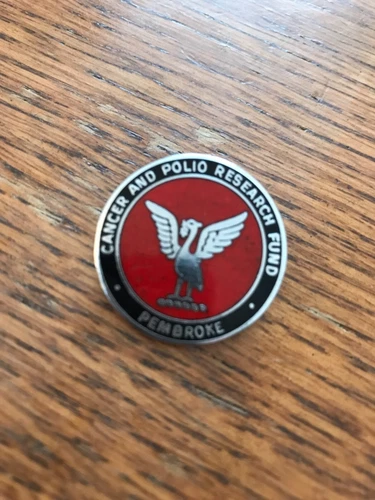 CANCER AND POLIO RESEARCH FUND
PEMBROKE